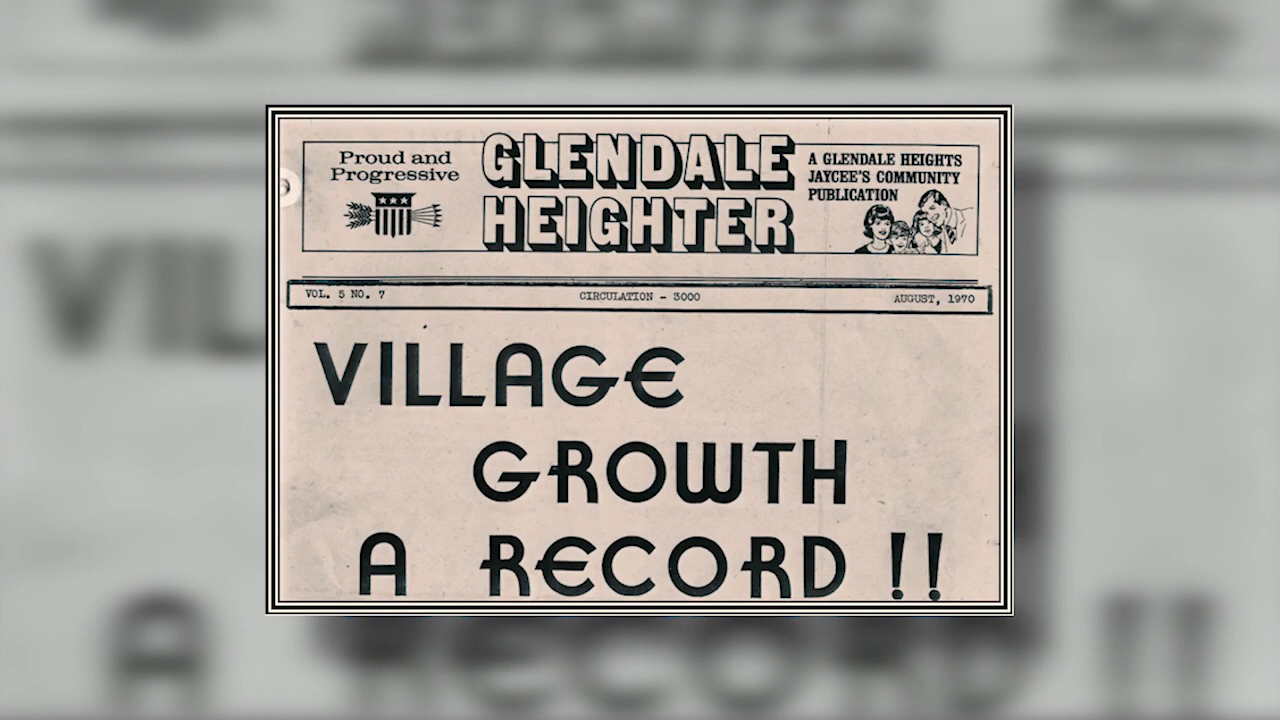 Proud and
Progressive
GLENDALE
HEIGHTER
A GLENDALE HEIGHTS
JAYCEE'S COMMUNITY
PUBLICATION
VOL. 5 NO. 7
CIRCULATION - 3000
AUGUST, 1970
VILLAGE
GROWTH
A RECORD !!